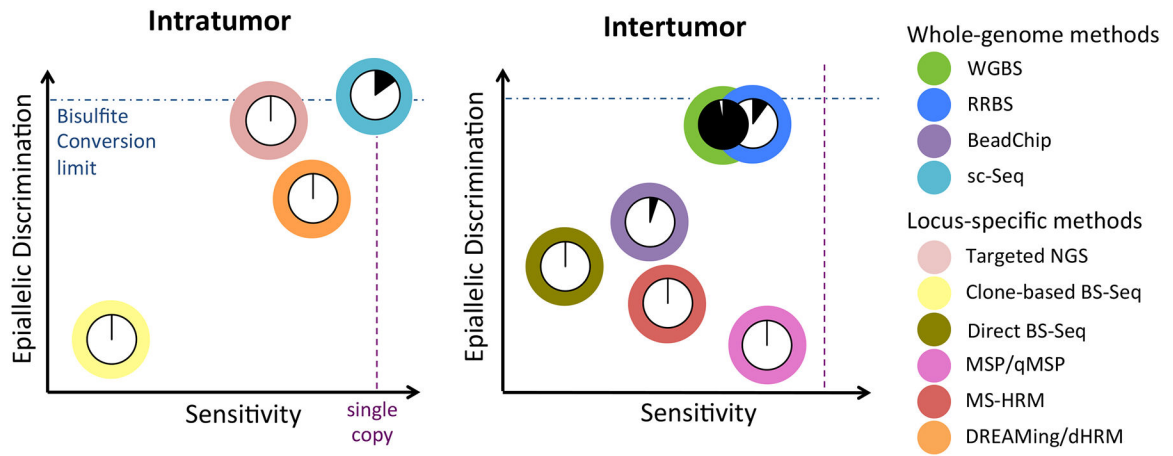 Intratumor
Epiallelic Discrimination
Bisulfite
Conversion
limit
Sensitivity
single
copy
Intertumor
Epiallelic Discrimination
Sensitivity
Whole-genome methods
WGBS
RRBS
BeadChip
sc-Seq
Locus-specific methods
Targeted NGS
Clone-based BS-Seq
Direct BS-Seq
MSP/qMSP
MS-HRM
DREAMing/dHRM